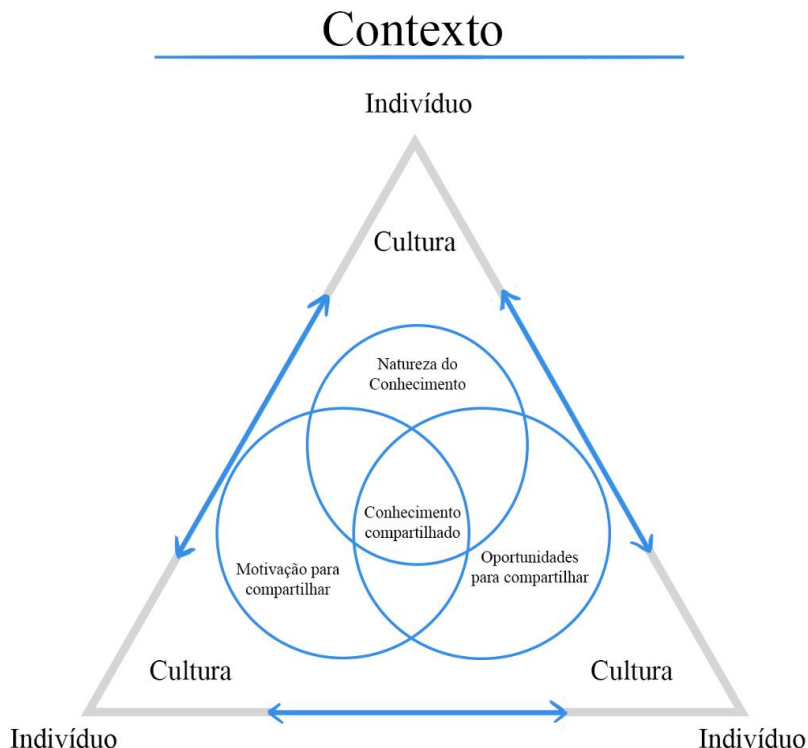 Contexto
Indivíduo
Cultura
Natureza do
Conhecimento
Conhecimento
compartilhado
Motivação para
compartilhar
Oportunidades
para compartilhar
Cultura
Cultura
Indivíduo
Indivíduo